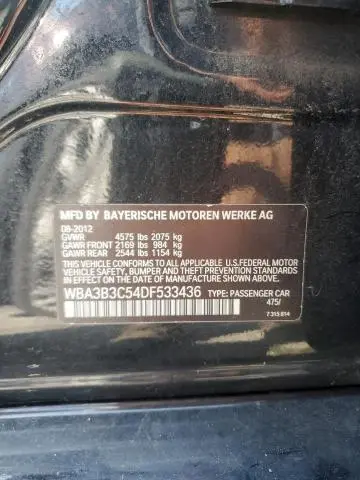 MFD BY BAYERISCHE MOTOREN WERKE AG
08-2012
GVWR 4575 lbs 2075 kg
GAWR FRONT 2169 lbs 984 kg
GAWR REAR 2544 lbs 1154 kg
THIS VEHICLE CONFORMS TO ALL APPLICABLE U.S.FEDERAL MOTOR
VEHICLE SAFETY, BUMPER AND THEFT PREVENTION STANDARDS
IN EFFECT ON THE DATE OF MANUFACTURE SHOWN ABOVE.
WBA3B3C54DF533436 TYPE: PASSENGER CAR
475/
7 315 814